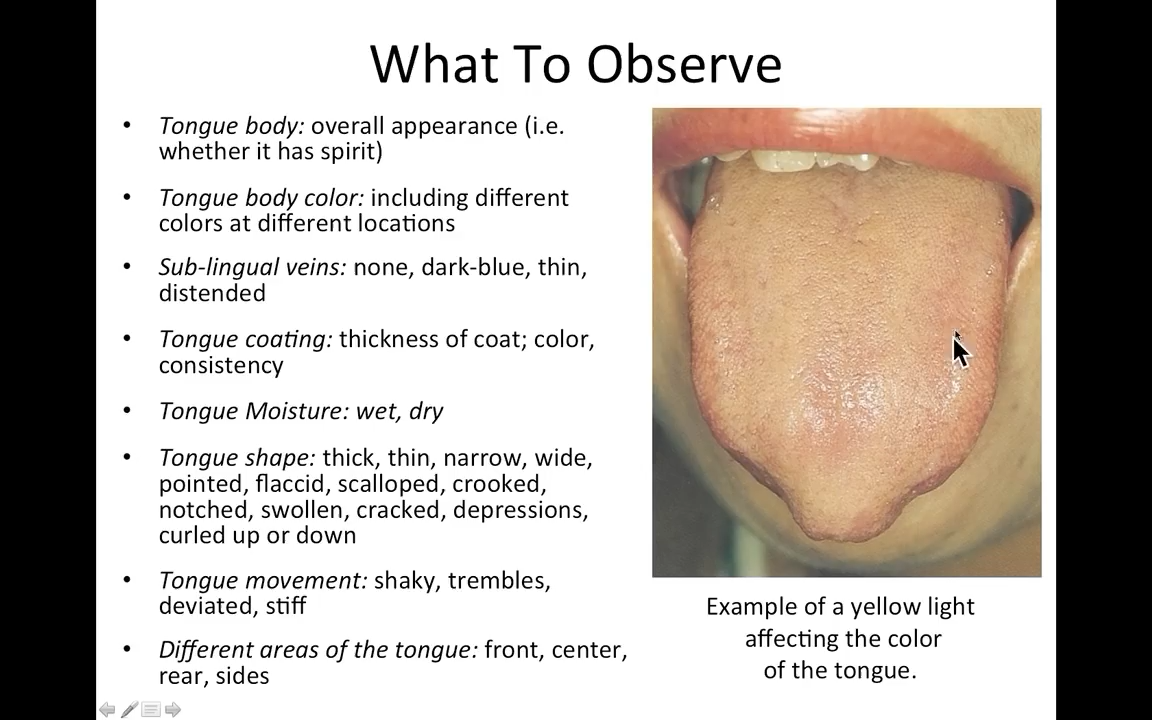 What To Observe
• Tongue body: overall appearance (i.e.
whether it has spirit)
• Tongue body color: including different
colors at different locations
• Sub-lingual veins: none, dark-blue, thin,
distended
• Tongue coating: thickness of coat; color,
consistency
• Tongue Moisture: wet, dry
• Tongue shape: thick, thin, narrow, wide,
pointed, flaccid, scalloped, crooked,
notched, swollen, cracked, depressions,
curled up or down
• Tongue movement: shaky, trembles,
deviated, stiff
• Different areas of the tongue: front, center,
rear, sides
Example of a yellow light
affecting the color
of the tongue.